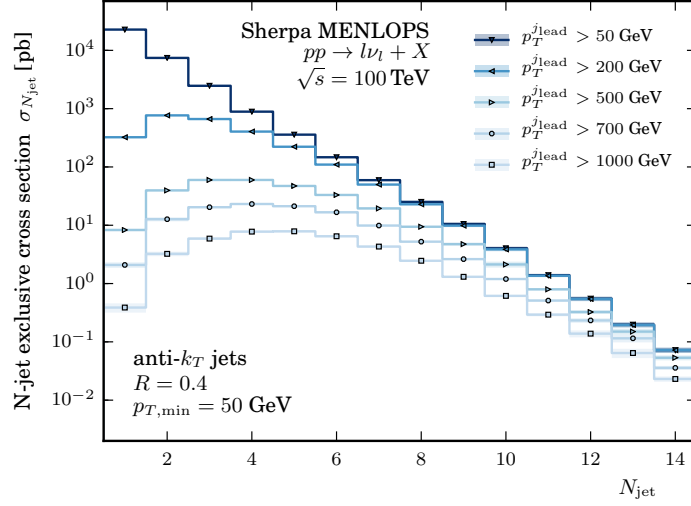 N-jet exclusive cross section σ_{N_jet} [pb]
10^4
10^3
10^2
10^1
10^0
10^{−1}
10^{−2}
Sherpa MENLOPS
pp → lν_l + X
√s = 100 TeV
p_T^{j_lead} > 50 GeV
p_T^{j_lead} > 200 GeV
p_T^{j_lead} > 500 GeV
p_T^{j_lead} > 700 GeV
p_T^{j_lead} > 1000 GeV
anti-k_T jets
R = 0.4
p_{T,min} = 50 GeV
2 4 6 8 10 12 14
N_jet